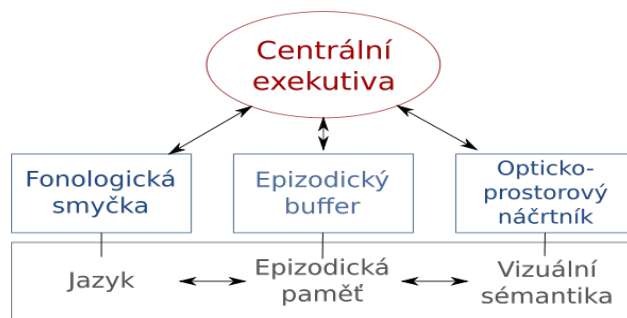 Centrální
exekutiva
Fonologická
smyčka
Epizodický
buffer
Opticko-
prostorový
náčrtník
Jazyk
Epizodická
paměť
Vizuální
sémantika